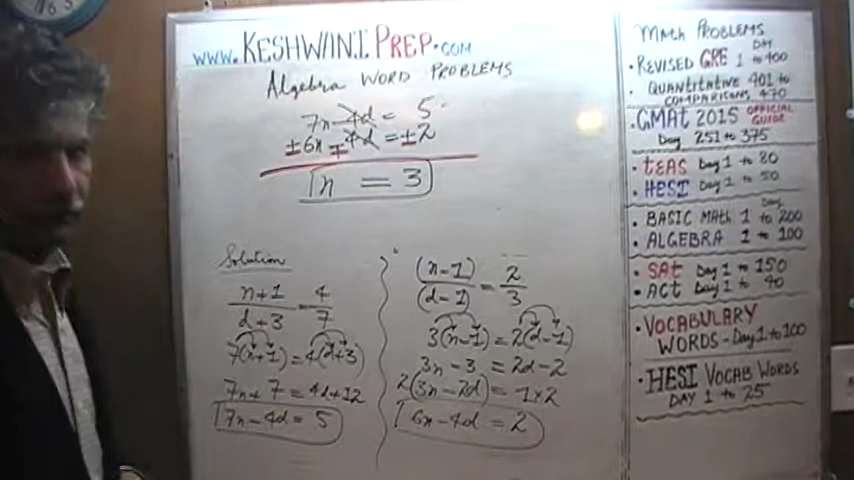 www.KESHWANIPREP.com
Algebra WORD PROBLEMS
7n - 4d = 5
±6n ∓ 4d = ±2
n = 3
Solution
n+1/d+3 = 4/7
7(n+1) = 4(d+3)
7n + 7 = 4d + 12
7n - 4d = 5
(n-1)/(d-1) = 2/3
3(n-1) = 2(d-1)
3n - 3 = 2d - 2
2(3n - 2d) = 1 x 2
6n - 4d = 2
MATH PROBLEMS
• REVISED GRE DAY 1 to 400
• QUANTITATIVE 401 to
COMPARISONS, 470
• GMAT 2015 OFFICIAL GUIDE
Day 251 to 375
• TEAS Day 1 to 80
• HESI Day 1 to 50
Day
• BASIC MATH 1 to 200
• ALGEBRA 1 to 100
• SAT Day 1 to 150
• ACT Day 1 to 40
• VOCABULARY
WORDS - Day 1 to 100
• HESI VOCAB WORDS
DAY 1 to 25